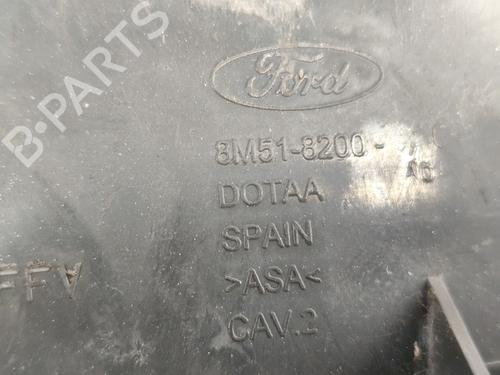 B-PARTS
Ford
8M51-8200-
DOTAA
SPAIN
>ASA<
CAV.2